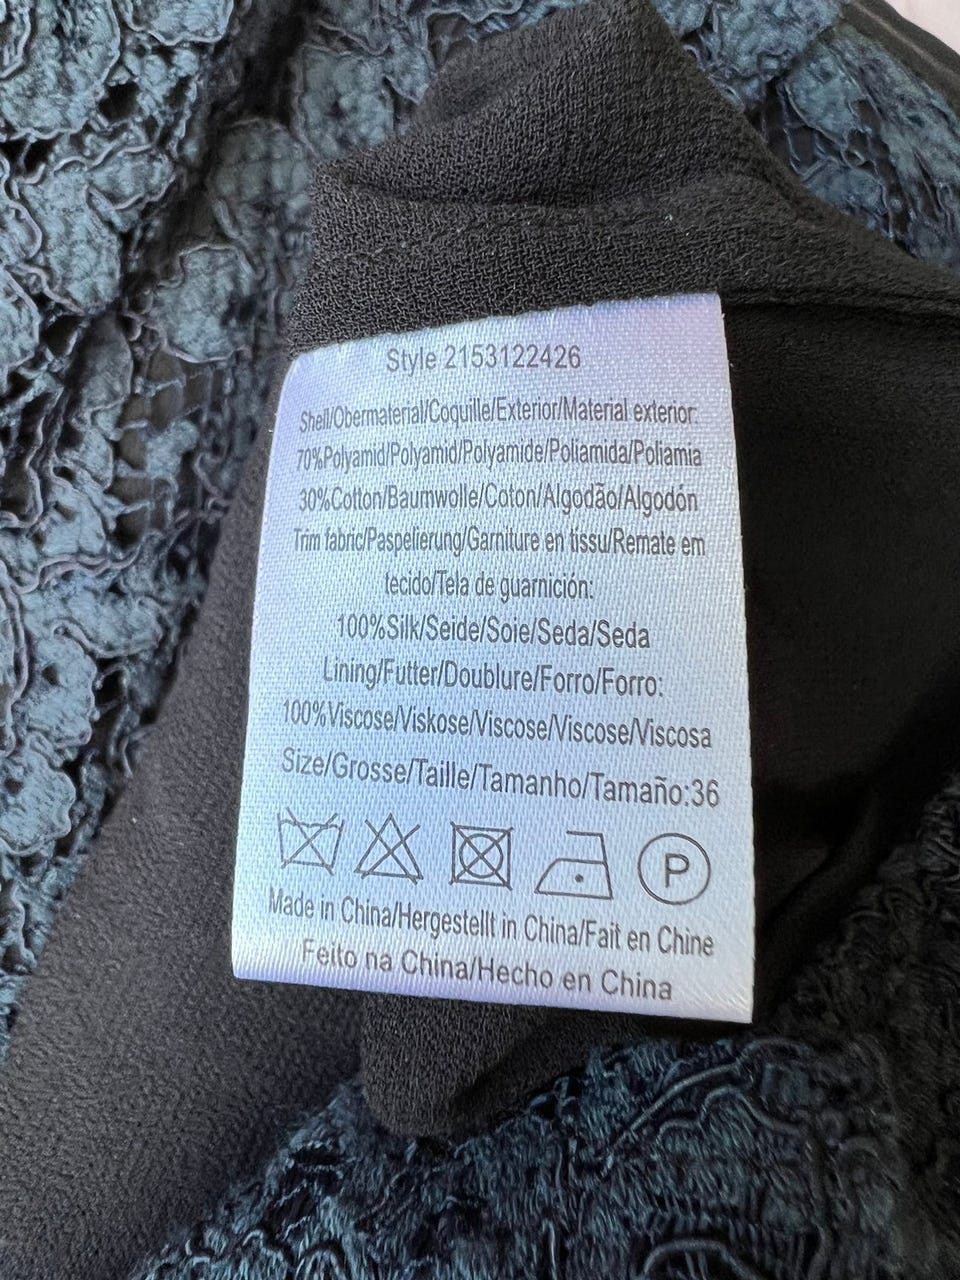 Style 2153122426
Shell/Obermaterial/Coquille/Exterior/Material exterior:
70%Polyamid/Polyamid/Polyamide/Poliamida/Poliamia
30%Cotton/Baumwolle/Coton/Algodão/Algodón
Trim fabric/Paspelierung/Garniture en tissu/Remate em
tecido/Tela de guarnición:
100%Silk/Seide/Soie/Seda/Seda
Lining/Futter/Doublure/Forro/Forro:
100%Viscose/Viskose/Viscose/Viscose/Viscosa
Size/Grosse/Taille/Tamanho/Tamaño:36
P
Made in China/Hergestellt in China/Fait en Chine
Feito na China/Hecho en China